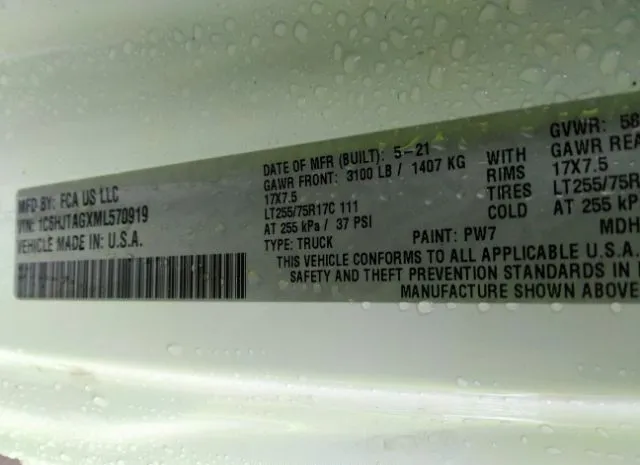 MFD BY: FCA US LLC
VIN: 1C6HJTAGXML570919
VEHICLE MADE IN U.S.A.
DATE OF MFR (BUILT): 5-21
GAWR FRONT: 3100 LB / 1407 KG WITH
17X7.5 RIMS
LT255/75R17C 111 TIRES
AT 255 kPa / 37 PSI COLD
TYPE: TRUCK PAINT: PW7
GVWR: 58
GAWR REA
17X7.5
LT255/75R
AT 255 kP
MDH
THIS VEHICLE CONFORMS TO ALL APPLICABLE U.S.A.
SAFETY AND THEFT PREVENTION STANDARDS IN
MANUFACTURE SHOWN ABOVE